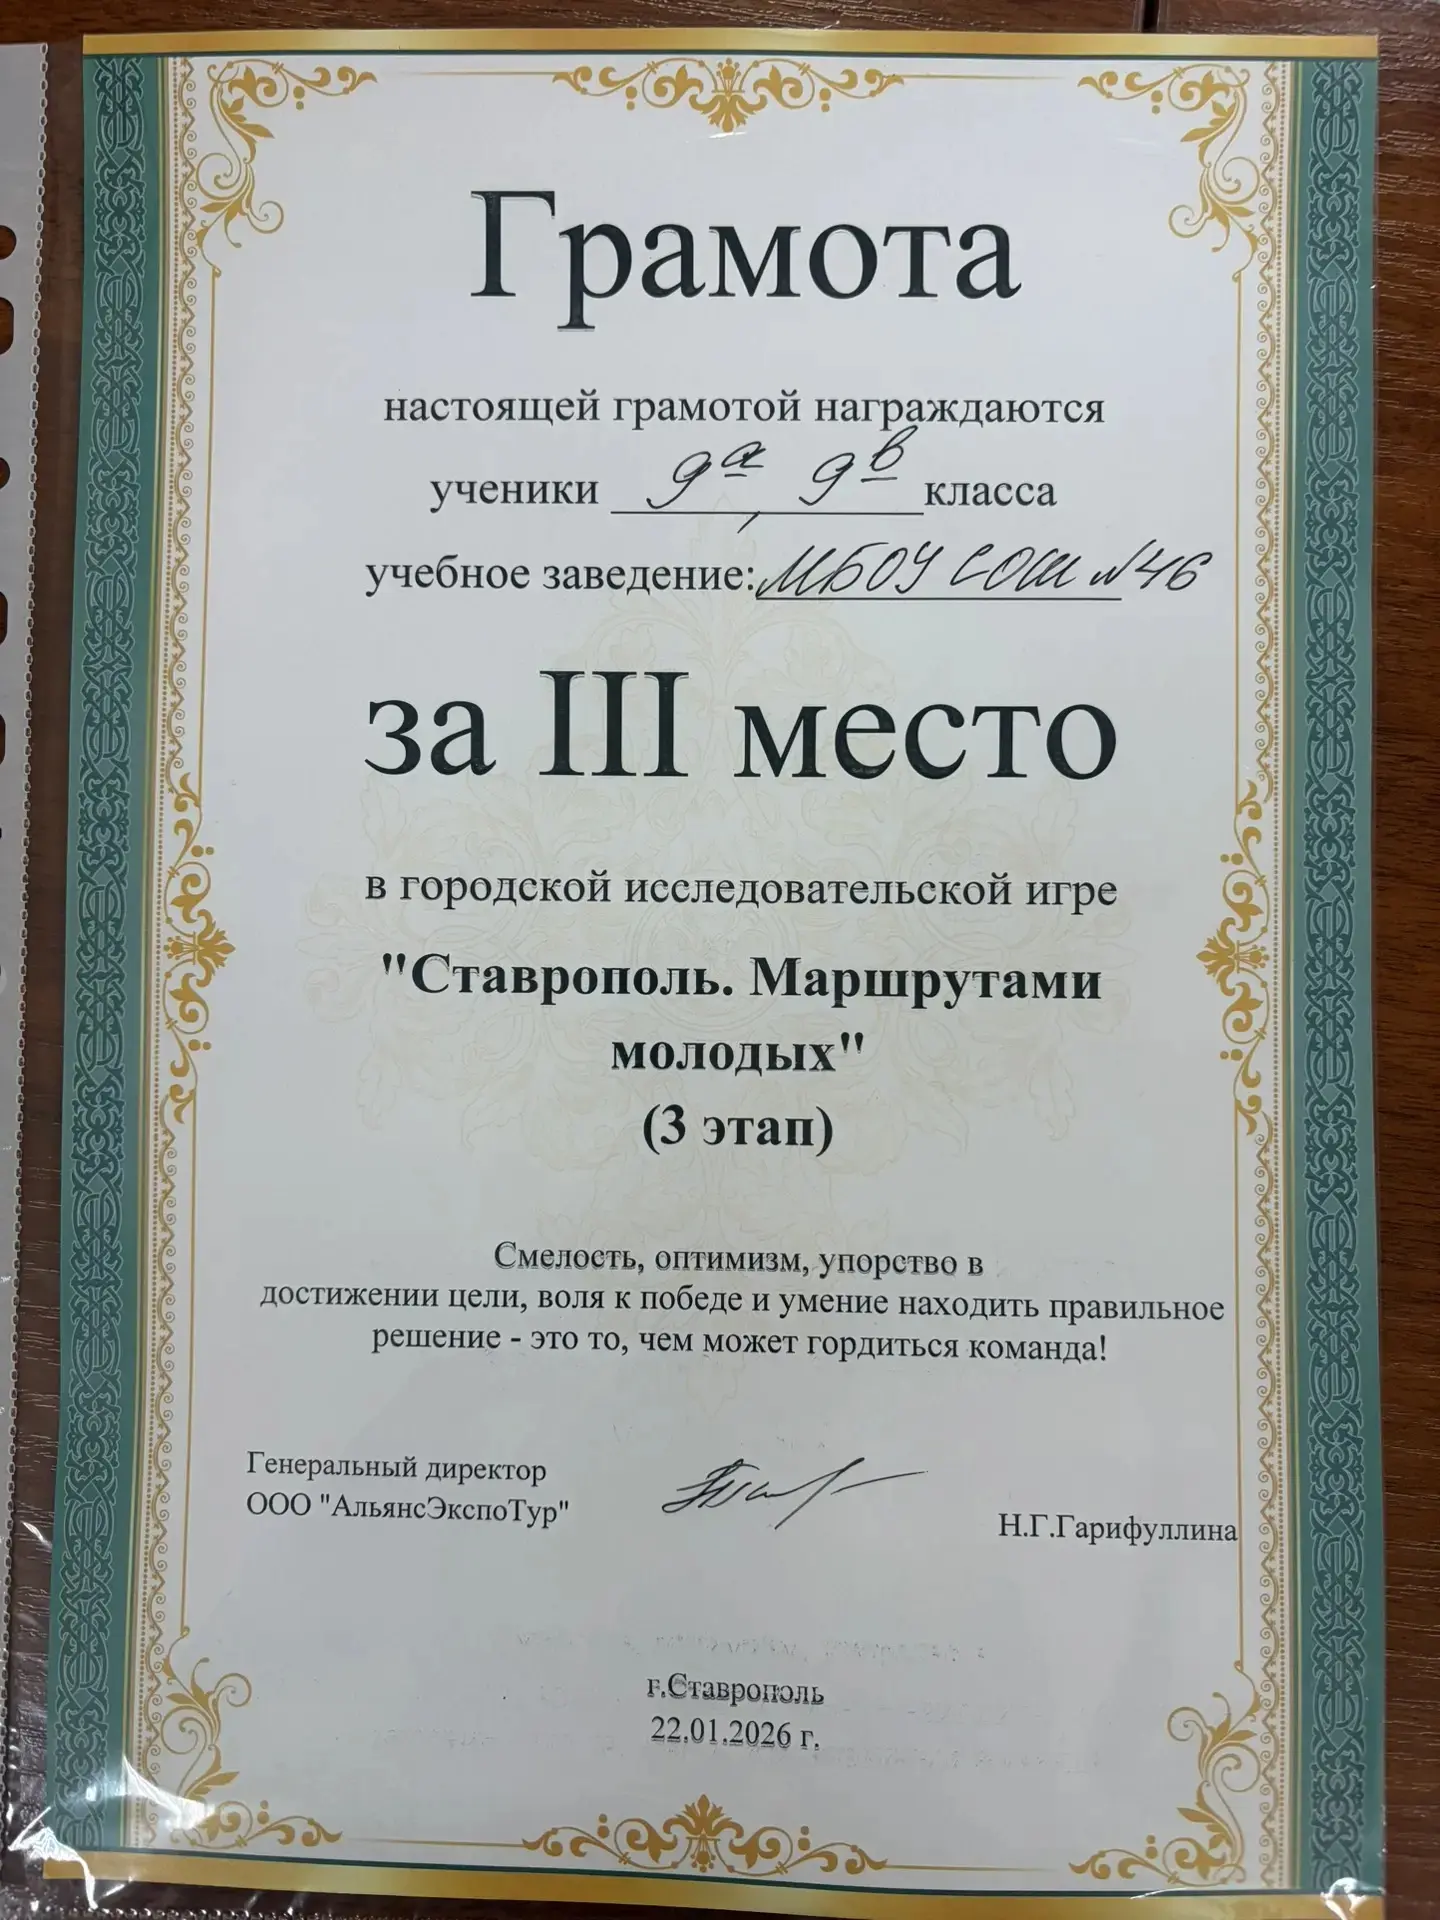 Грамота
настоящей грамотой награждаются
ученики 9а, 9в класса
учебное заведение: МБОУ СОШ №46
за III место
в городской исследовательской игре
"Ставрополь. Маршрутами
молодых"
(3 этап)
Смелость, оптимизм, упорство в
достижении цели, воля к победе и умение находить правильное
решение - это то, чем может гордиться команда!
Генеральный директор
ООО "АльянсЭкспоТур"
Н.Г.Гарифуллина
г.Ставрополь
22.01.2026 г.